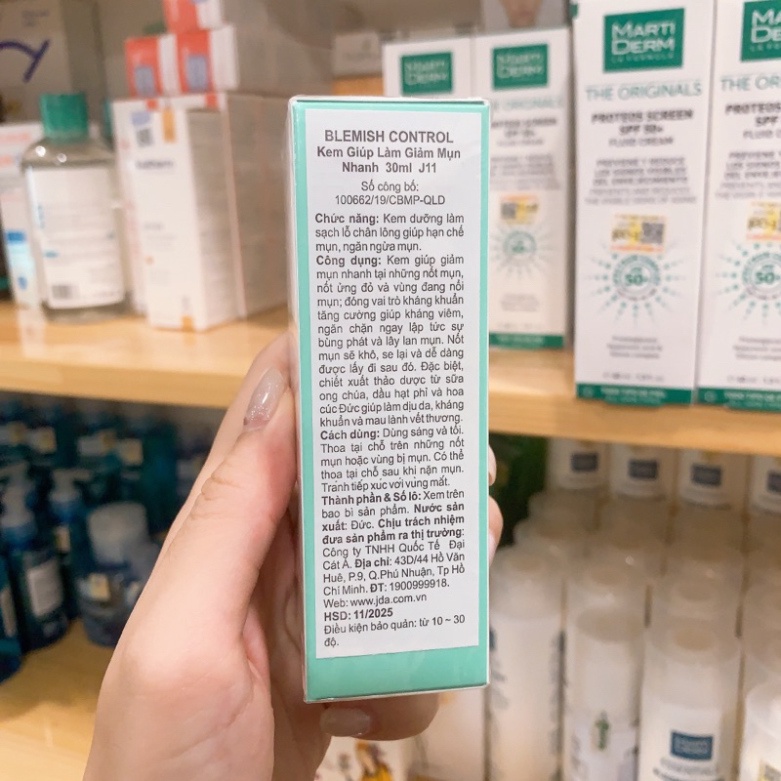 BLEMISH CONTROL
Kem Giúp Làm Giảm Mụn
Nhanh 30ml J11
Số công bố:
100662/19/CBMP-QLD
Chức năng: Kem dưỡng làm
sạch lỗ chân lông giúp hạn chế
mụn, ngăn ngừa mụn.
Công dụng: Kem giúp giảm
mụn nhanh tại những nốt mụn,
nốt ửng đỏ và vùng đang nổi
mụn; đóng vai trò kháng khuẩn
tăng cường giúp kháng viêm,
ngăn chặn ngay lập tức sự
bùng phát và lây lan mụn. Nốt
mụn sẽ khô, se lại và dễ dàng
được lấy đi sau đó. Đặc biệt,
chiết xuất thảo dược từ sữa
ong chúa, dầu hạt phỉ và hoa
cúc Đức giúp làm dịu da, kháng
khuẩn và mau lành vết thương.
Cách dùng: Dùng sáng và tối.
Thoa tại chỗ trên những nốt
mụn hoặc vùng bị mụn. Có thể
thoa tại chỗ sau khi nặn mụn.
Tránh tiếp xúc với vùng mắt.
Thành phần & Số lô: Xem trên
bao bì sản phẩm. Nước sản
xuất: Đức. Chịu trách nhiệm
đưa sản phẩm ra thị trường:
Công ty TNHH Quốc Tế Đại
Cát Á. Địa chỉ: 43D/44 Hồ Văn
Huê, P.9, Q.Phú Nhuận, Tp Hồ
Chí Minh. ĐT: 1900999918.
Web: www.jda.com.vn
HSD: 11/2025
Điều kiện bảo quản: từ 10 ~ 30
độ.
MARTI
DERM
THE ORIGINALS
PROTEOS SCREEN
SPF 50+
FLUID CREAM
MARTI
DERM
THE ORIGINALS
PROTEOS SCREEN
FLUID CREAM
MARTI
DERM